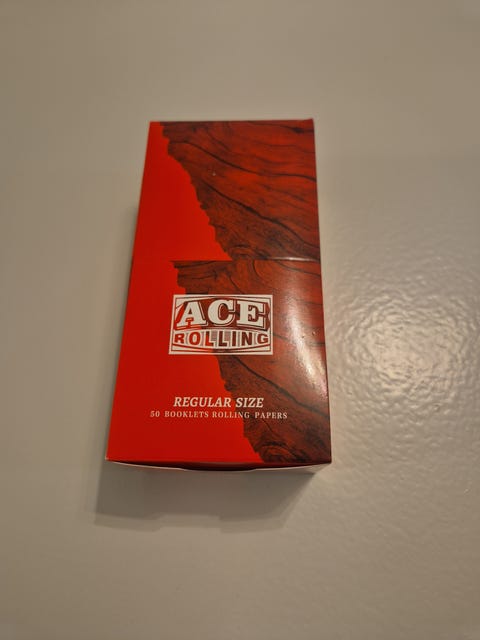 ACE
ROLLING
REGULAR SIZE
50 BOOKLETS ROLLING PAPERS